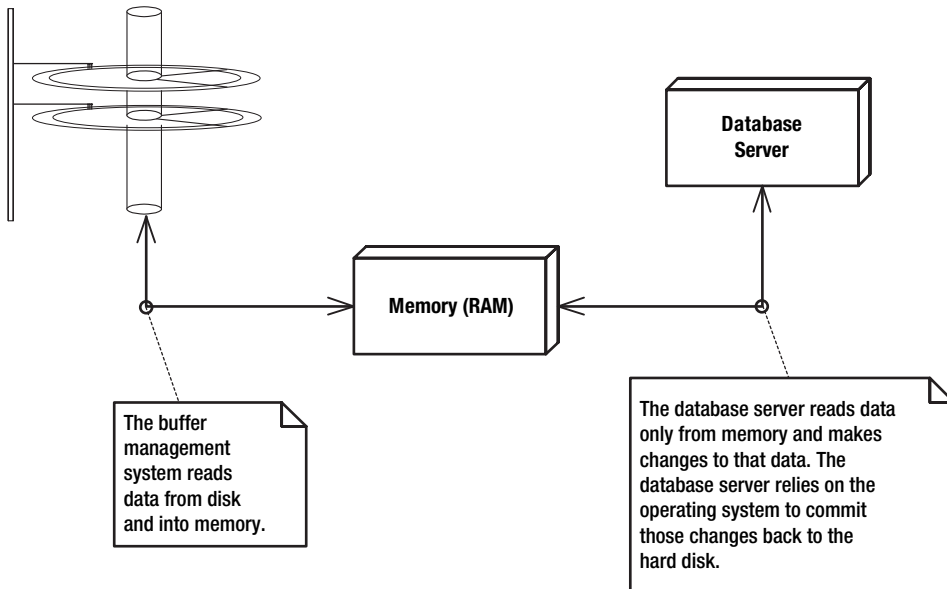 Database
Server
Memory (RAM)
The buffer
management
system reads
data from disk
and into memory.
The database server reads data
only from memory and makes
changes to that data. The
database server relies on the
operating system to commit
those changes back to the
hard disk.